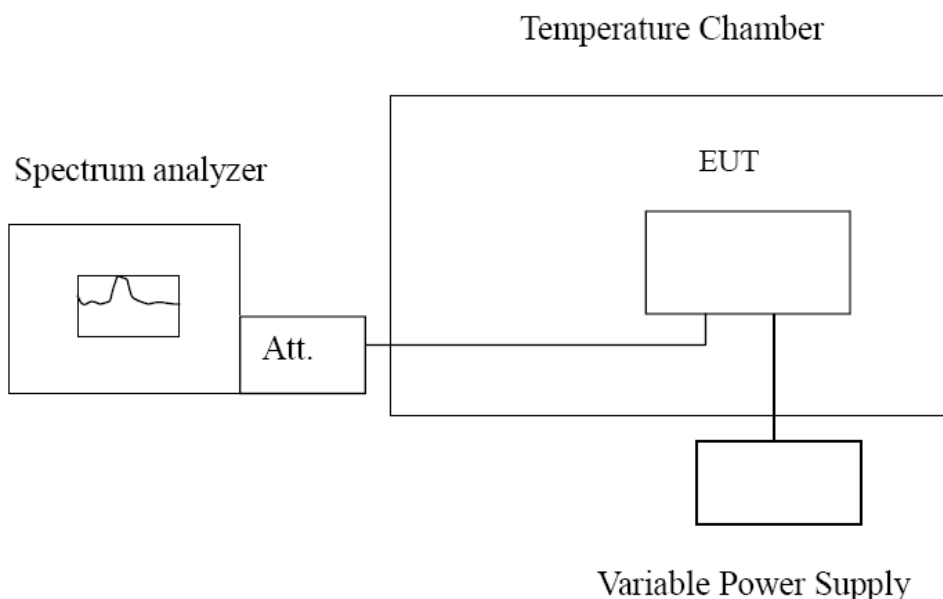 Temperature Chamber
Spectrum analyzer
EUT
Att.
Variable Power Supply